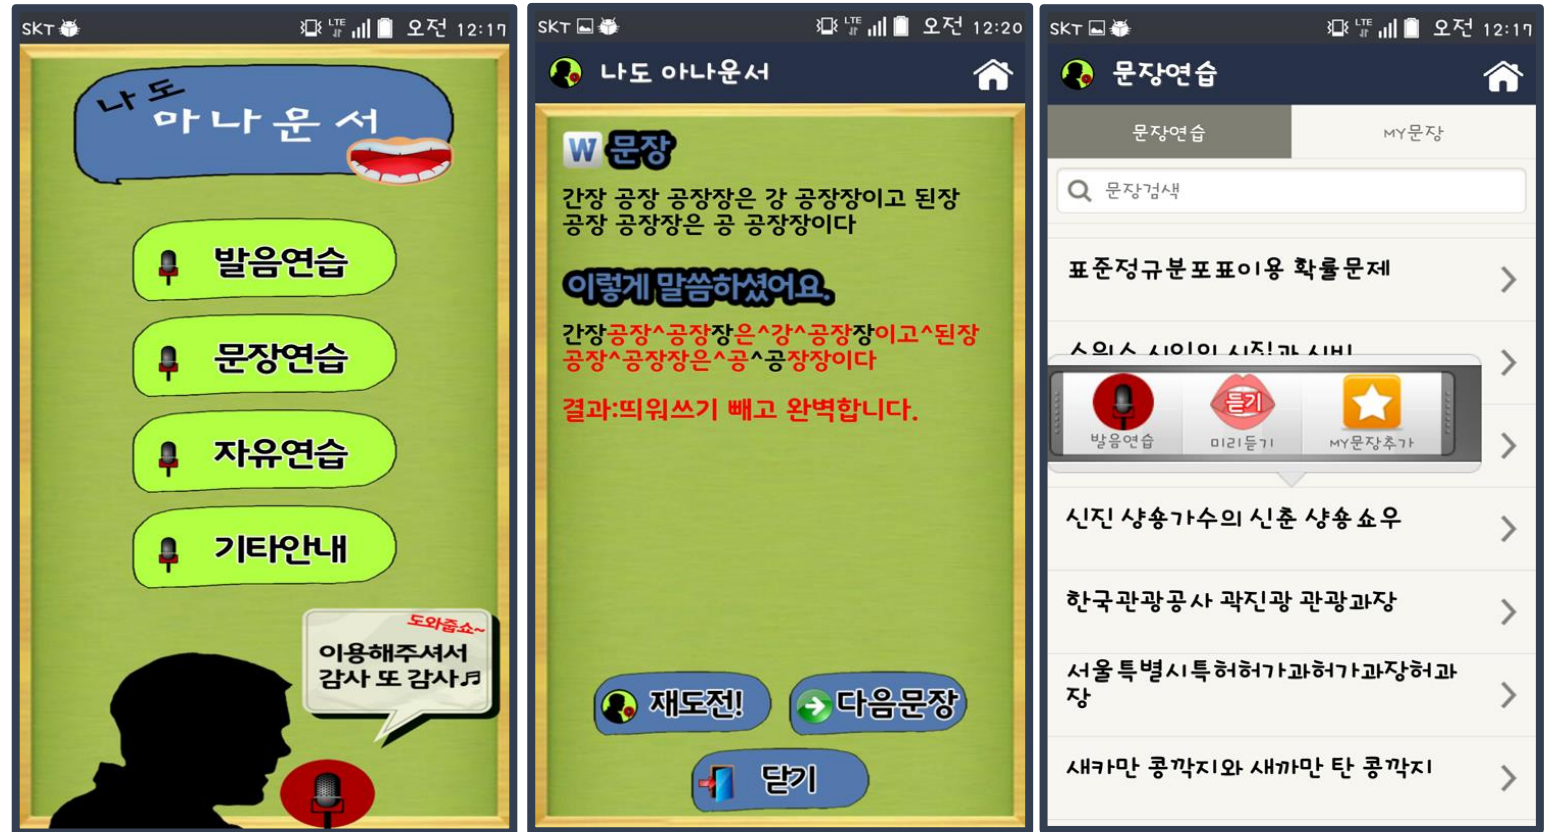 SKT LTE 오전 12:17
나도
아나운서
발음연습
문장연습
자유연습
기타안내
도와줍쇼~
이용해주셔서
감사 또 감사♬
SKT LTE 오전 12:20
나도 아나운서
W 문장
간장 공장 공장장은 강 공장장이고 된장
공장 공장장은 공 공장장이다
이렇게 말씀하셨어요.
간장공장^공장장은^강^공장장이고^된장
공장^공장장은^공^공장장이다
결과:띄워쓰기 빼고 완벽합니다.
재도전!
다음문장
닫기
SKT LTE 오전 12:17
문장연습
문장연습 MY문장
문장검색
표준정규분포표이용 확률문제
듣기
발음연습 미리듣기 MY문장추가
신진 샹숑가수의 신춘 샹숑쇼우
한국관광공사 곽진광 관광과장
서울특별시특허허가과허가과장허과
장
새카만 콩깍지와 새까만 탄 콩깍지